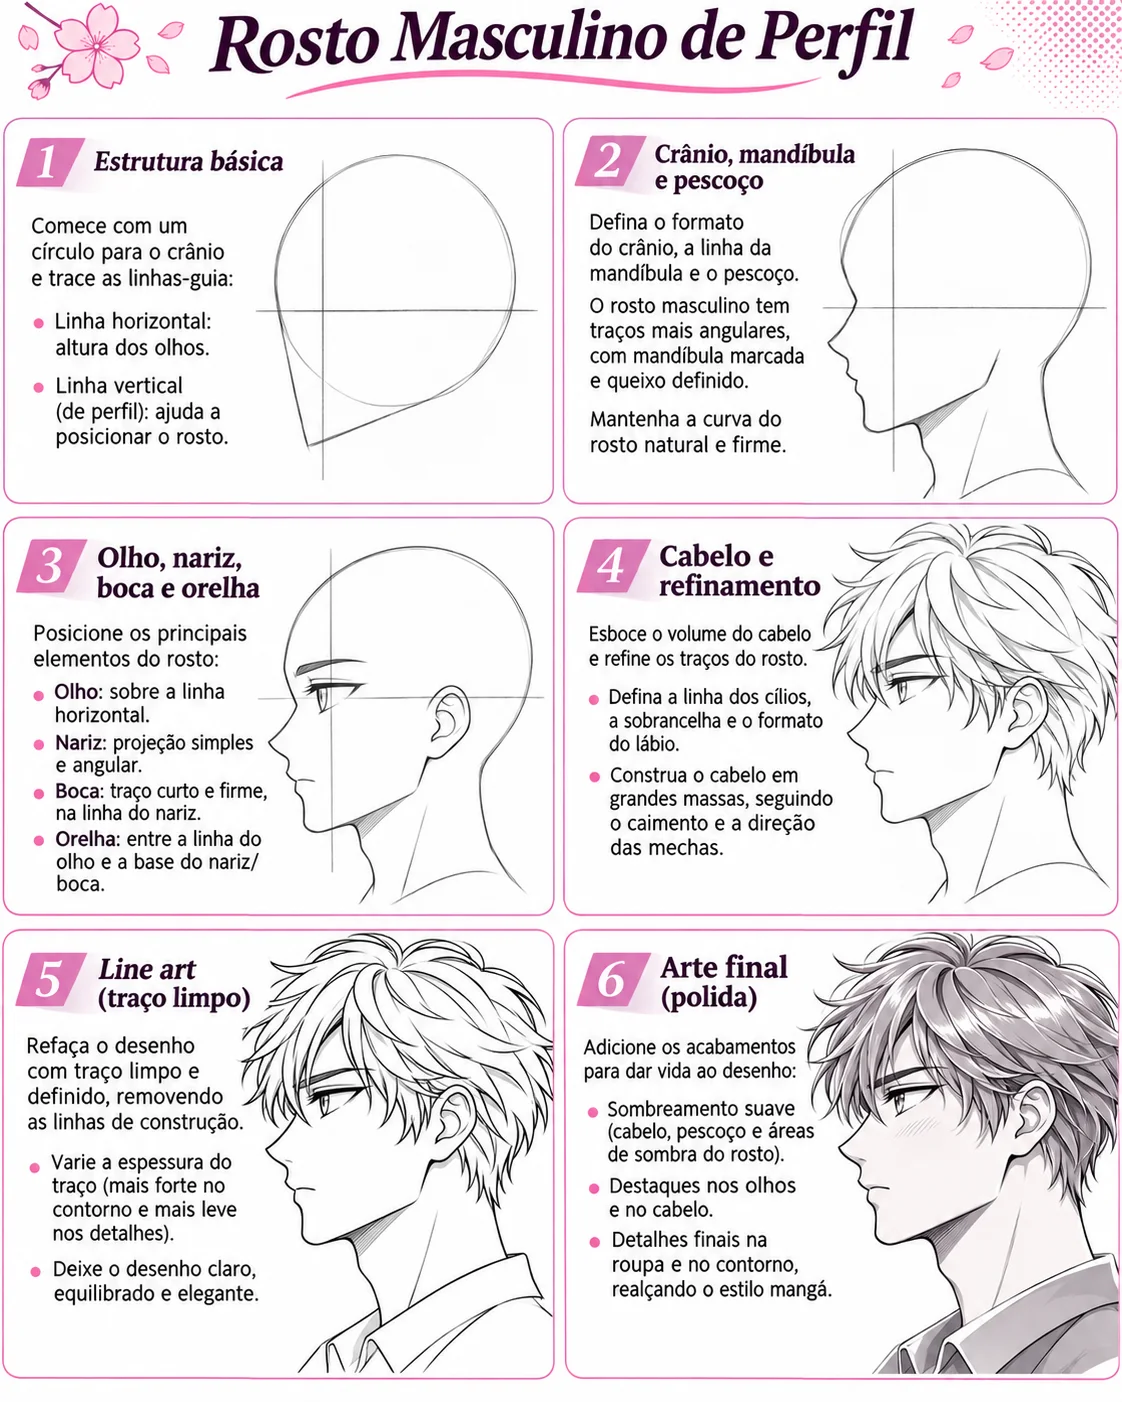 Rosto Masculino de Perfil
1
Estrutura básica
Comece com um
círculo para o crânio
e trace as linhas-guia:
Linha horizontal:
altura dos olhos.
Linha vertical
(de perfil): ajuda a
posicionar o rosto.
2
Crânio, mandíbula
e pescoço
Defina o formato
do crânio, a linha da
mandíbula e o pescoço.
O rosto masculino tem
traços mais angulares,
com mandíbula marcada
e queixo definido.
Mantenha a curva do
rosto natural e firme.
3
Olho, nariz,
boca e orelha
Posicione os principais
elementos do rosto:
Olho: sobre a linha
horizontal.
Nariz: projeção simples
e angular.
Boca: traço curto e firme,
na linha do nariz.
Orelha: entre a linha do
olho e a base do nariz/
boca.
4
Cabelo e
refinamento
Esboce o volume do cabelo
e refine os traços do rosto.
Defina a linha dos cílios,
a sobrancelha e o formato
do lábio.
Construa o cabelo em
grandes massas, seguindo
o caimento e a direção
das mechas.
5
Line art
(traço limpo)
Refaça o desenho
com traço limpo e
definido, removendo
as linhas de construção.
Varie a espessura do
traço (mais forte no
contorno e mais leve
nos detalhes).
Deixe o desenho claro,
equilibrado e elegante.
6
Arte final
(polida)
Adicione os acabamentos
para dar vida ao desenho:
Sombreamento suave
(cabelo, pescoço e áreas
de sombra do rosto).
Destaques nos olhos
e no cabelo.
Detalhes finais na
roupa e no contorno,
realçando o estilo mangá.